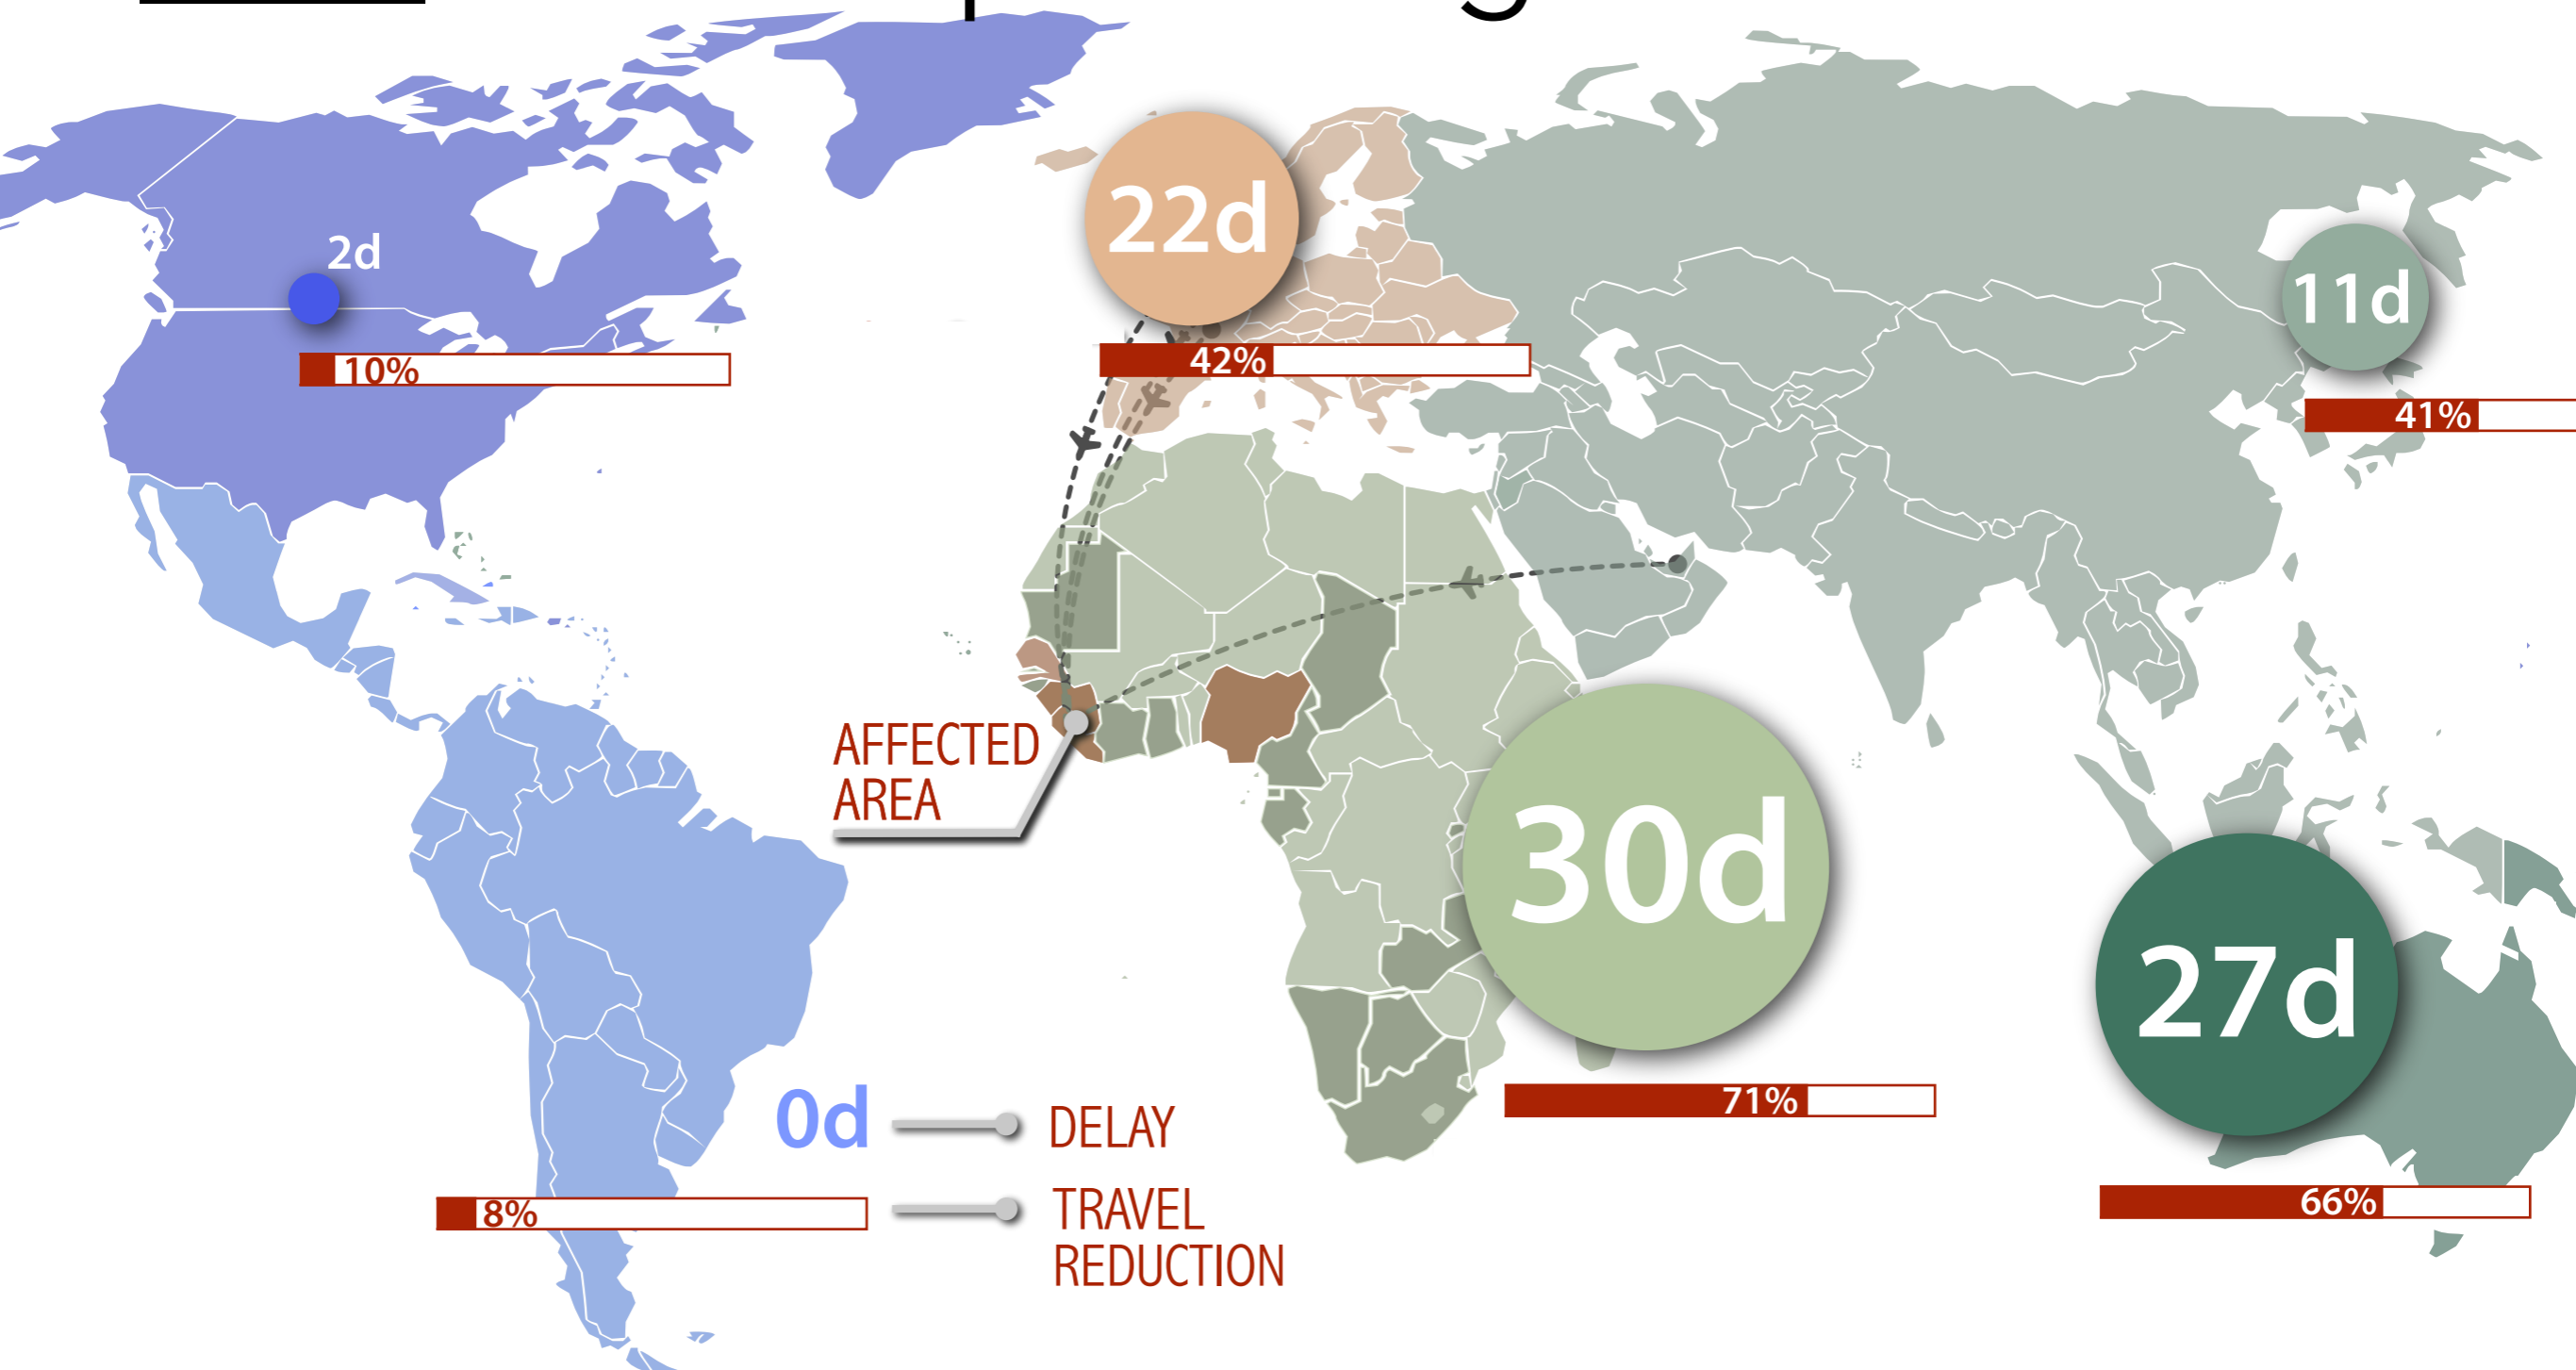 22d
2d
11d
10%
42%
41%
AFFECTED
AREA
30d
27d
71%
0d
DELAY
66%
8%
TRAVEL
REDUCTION